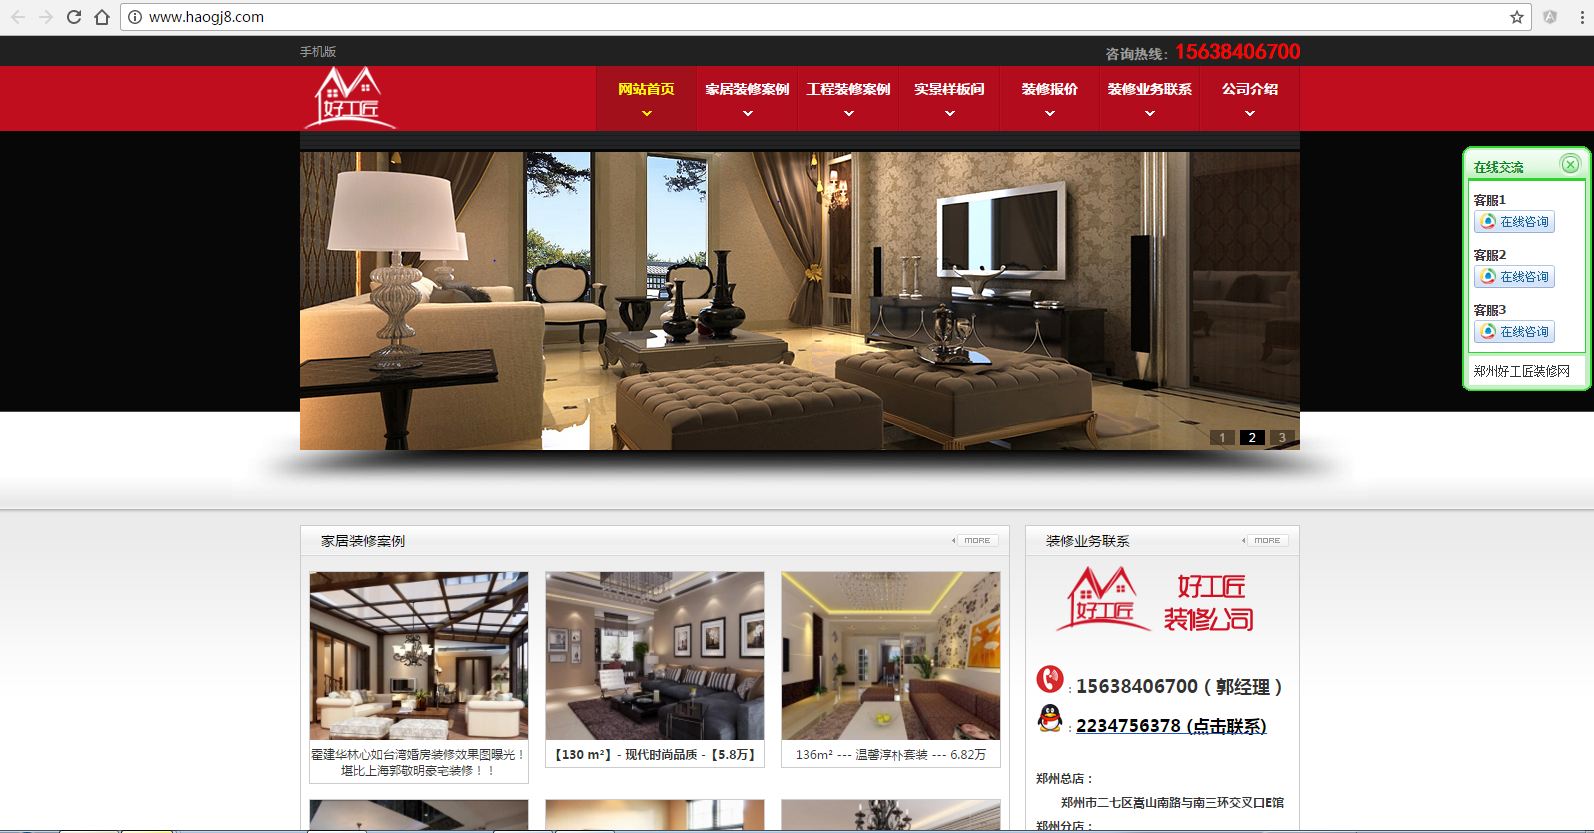 www.haogj8.com
手机版
咨询热线：15638406700
好工匠
网站首页
家居装修案例
工程装修案例
实景样板间
装修报价
装修业务联系
公司介绍
在线交流
客服1
在线咨询
客服2
在线咨询
客服3
在线咨询
郑州好工匠装修网
1 2 3
家居装修案例
MORE
装修业务联系
MORE
好工匠
好工匠
装修公司
：15638406700（郭经理）
：2234756378 (点击联系)
霍建华林心如台湾婚房装修效果图曝光！
堪比上海郭敬明豪宅装修！！
【130 m²】- 现代时尚品质 -【5.8万】
136m² --- 温馨淳朴套装 --- 6.82万
郑州总店：
郑州市二七区嵩山南路与南三环交叉口E馆
郑州分店：